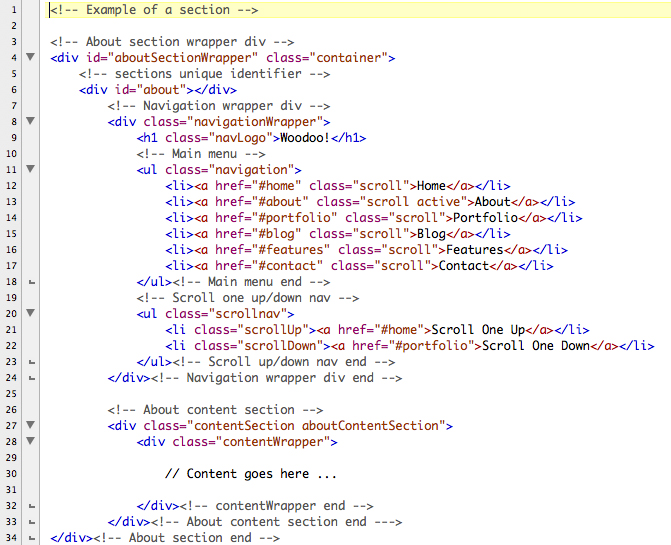 1 <!-- Example of a section -->
2
3 <!-- About section wrapper div -->
4 <div id="aboutSectionWrapper" class="container">
5 <!-- sections unique identifier -->
6 <div id="about"></div>
7 <!-- Navigation wrapper div -->
8 <div class="navigationWrapper">
9 <h1 class="navLogo">Woodoo!</h1>
10 <!-- Main menu -->
11 <ul class="navigation">
12 <li><a href="#home" class="scroll">Home</a></li>
13 <li><a href="#about" class="scroll active">About</a></li>
14 <li><a href="#portfolio" class="scroll">Portfolio</a></li>
15 <li><a href="#blog" class="scroll">Blog</a></li>
16 <li><a href="#features" class="scroll">Features</a></li>
17 <li><a href="#contact" class="scroll">Contact</a></li>
18 </ul><!-- Main menu end -->
19 <!-- Scroll one up/down nav -->
20 <ul class="scrollnav">
21 <li class="scrollUp"><a href="#home">Scroll One Up</a></li>
22 <li class="scrollDown"><a href="#portfolio">Scroll One Down</a></li>
23 </ul><!-- Scroll up/down nav end -->
24 </div><!-- Navigation wrapper div end -->
25
26 <!-- About content section -->
27 <div class="contentSection aboutContentSection">
28 <div class="contentWrapper">
29
30 // Content goes here ...
31
32 </div><!-- contentWrapper end -->
33 </div><!-- About content section end --->
34 </div><!-- About section end -->